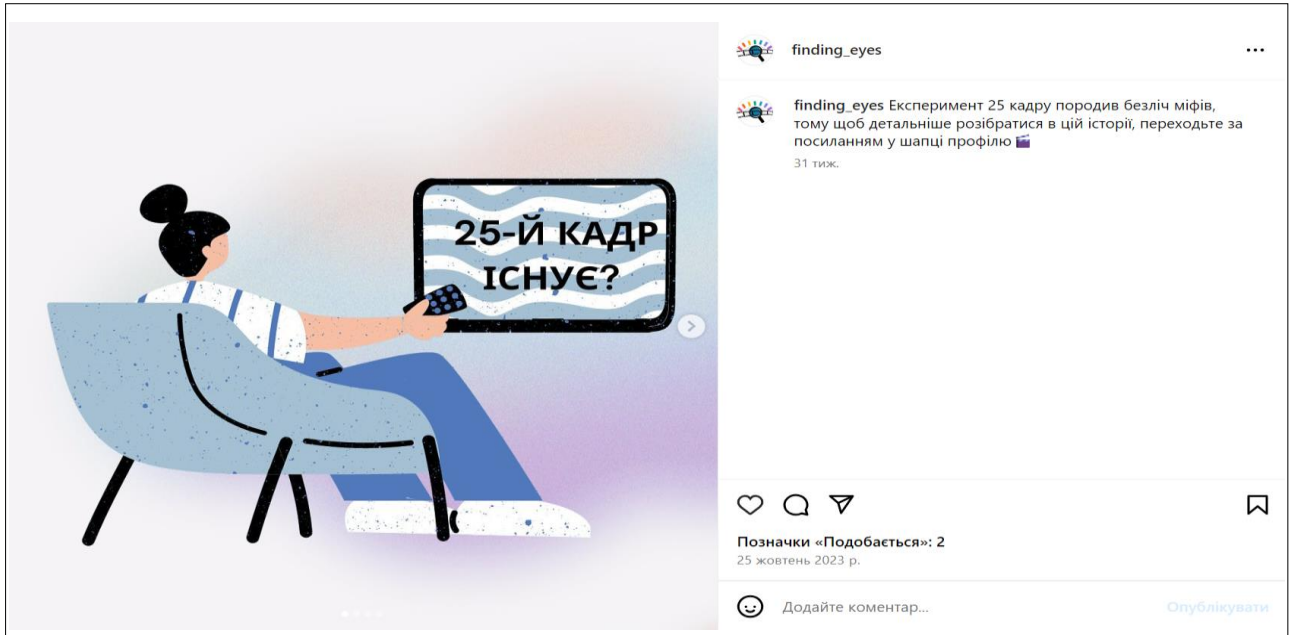 25-Й КАДР
ІСНУЄ?
finding_eyes
finding_eyes Експеримент 25 кадру породив безліч міфів,
тому щоб детальніше розібратися в цій історії, переходьте за
посиланням у шапці профілю
31 тиж.
Позначки «Подобається»: 2
25 жовтень 2023 р.
Додайте коментар...
Опублікувати